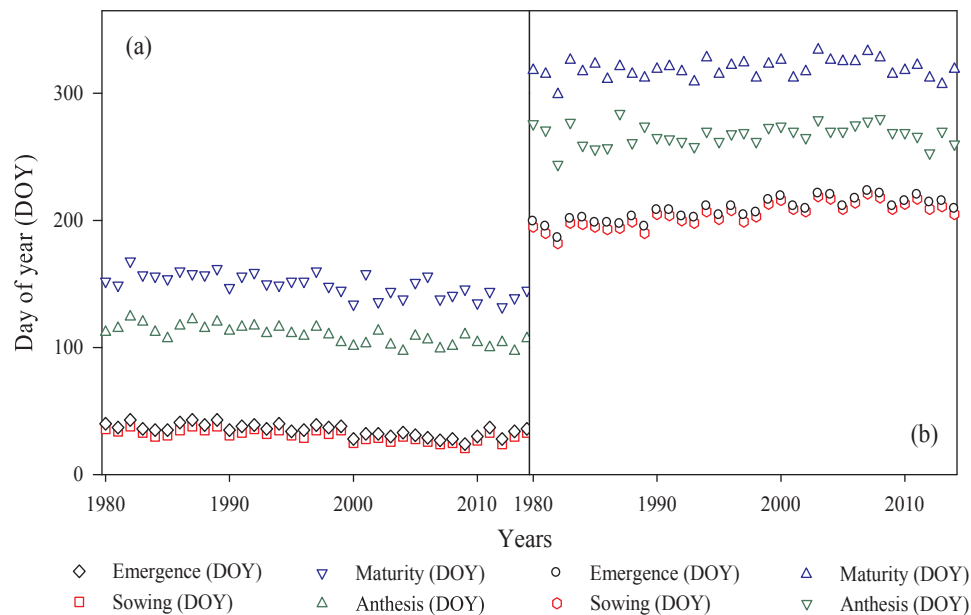 (a)
(b)
Day of year (DOY)
300
200
100
0
1980 1990 2000 2010 1980 1990 2000 2010
Years
Emergence (DOY) Maturity (DOY) Emergence (DOY) Maturity (DOY)
Sowing (DOY) Anthesis (DOY) Sowing (DOY) Anthesis (DOY)